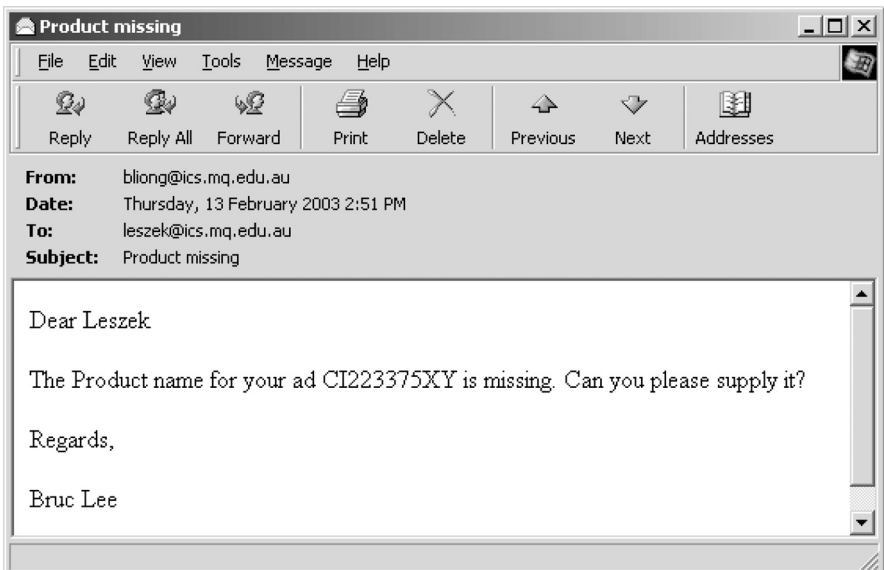 Product missing
File Edit View Tools Message Help
Reply Reply All Forward Print Delete Previous Next Addresses
From: bliong@ics.mq.edu.au
Date: Thursday, 13 February 2003 2:51 PM
To: leszek@ics.mq.edu.au
Subject: Product missing
Dear Leszek
The Product name for your ad CI223375XY is missing. Can you please supply it?
Regards,
Bruc Lee